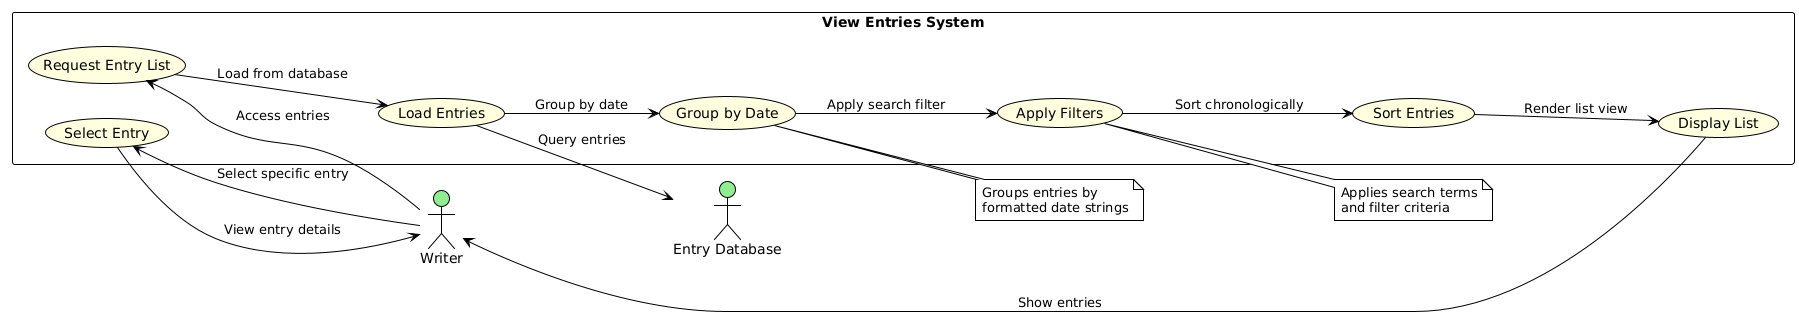 View Entries System
Request Entry List
Load from database
Access entries
Select Entry
Select specific entry
View entry details
Load Entries
Group by date
Query entries
Group by Date
Apply search filter
Apply Filters
Sort chronologically
Sort Entries
Render list view
Display List
Groups entries by
formatted date strings
Applies search terms
and filter criteria
Writer
Entry Database
Show entries